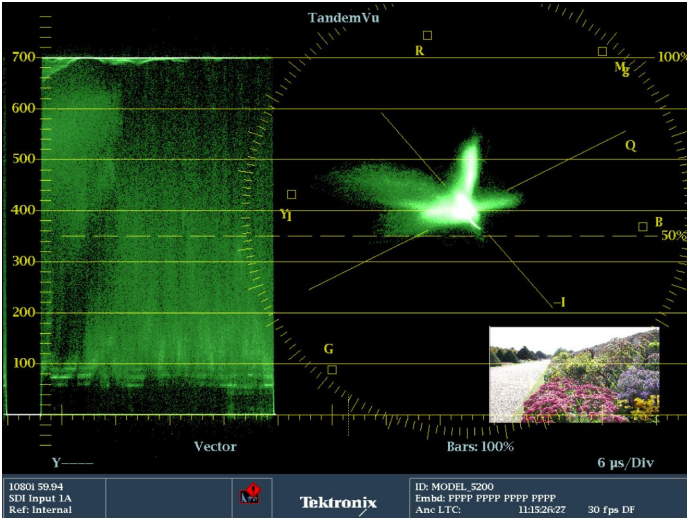 TandemVu
700
100%
R
Mg
600
500
Q
400
Yl
B
50%
300
–I
200
G
100
Vector
Bars: 100%
Y----
6 µs/Div
1080i 59.94
SDI Input 1A
Ref: Internal
Tektronix
ID: MODEL_5200
Embd: PPPP PPPP PPPP PPPP
Anc LTC: 11:15:26:27 30 fps DF